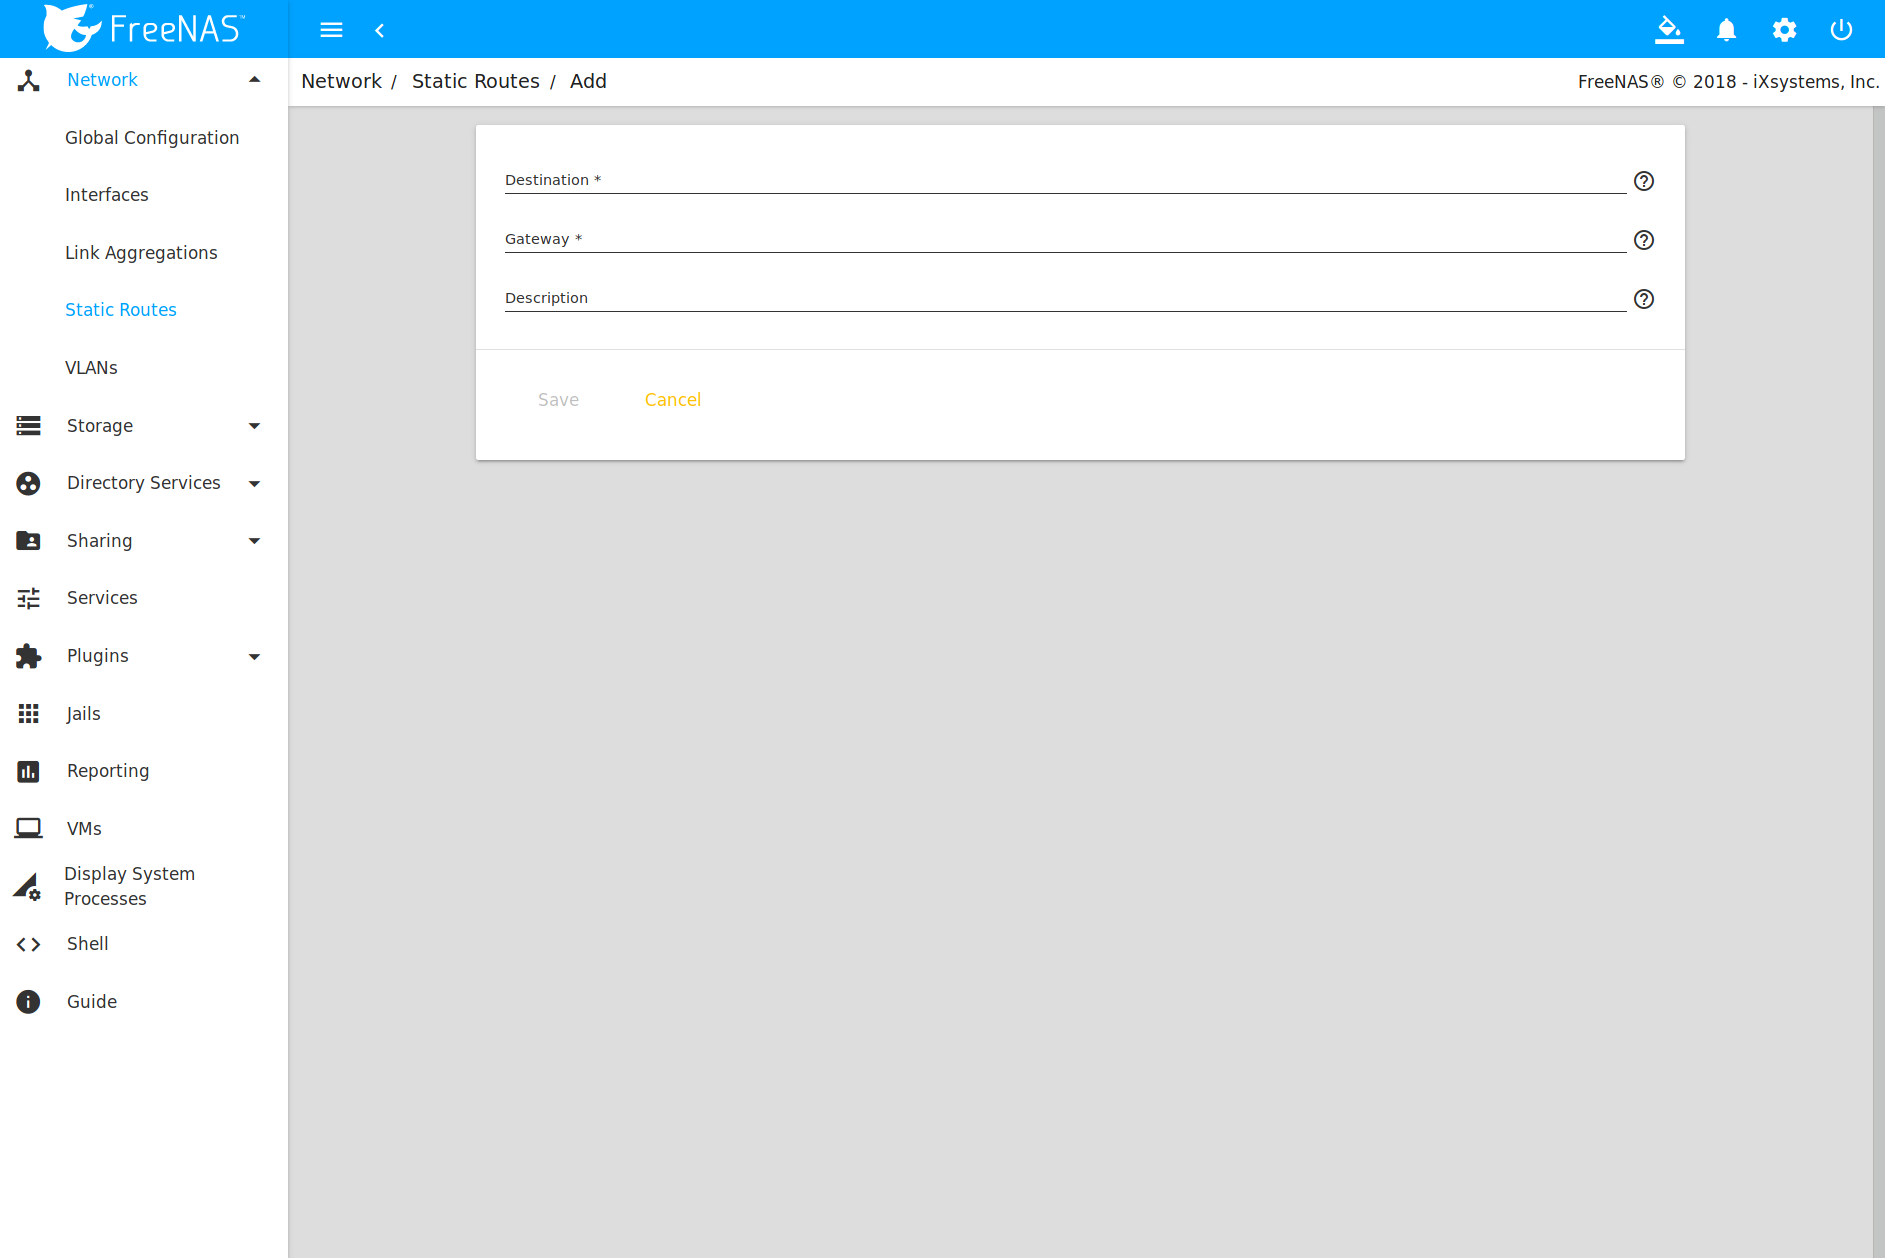 FreeNAS™
Network
Global Configuration
Interfaces
Link Aggregations
Static Routes
VLANs
Storage
Directory Services
Sharing
Services
Plugins
Jails
Reporting
VMs
Display System
Processes
Shell
Guide
Network / Static Routes / Add
FreeNAS® © 2018 - iXsystems, Inc.
Destination *
Gateway *
Description
Save Cancel